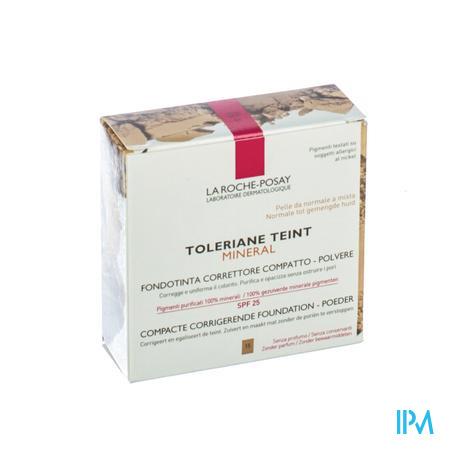 Pigmenti testati su
soggetti allergici
al nickel
LA ROCHE-POSAY
LABORATOIRE DERMATOLOGIQUE
Pelle da normale a mista
Normale tot gemengde huid
TOLERIANE TEINT
MINERAL
FONDOTINTA CORRETTORE COMPATTO - POLVERE
Corregge e uniforma il colorito. Purifica e opacizza senza ostruire i pori
Pigmenti purificati 100% minerali / 100% gezuiverde minerale pigmenten
SPF 25
COMPACTE CORRIGERENDE FOUNDATION - POEDER
Corrigeert en egaliseert de teint. Zuivert en maakt mat zonder de poriën te verstoppen
15
Senza profumo / Senza conservanti
Zonder parfum / Zonder bewaarmiddelen
IPM